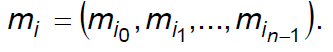 m_i = (m_{i_0}, m_{i_1}, ..., m_{i_{n-1}}).